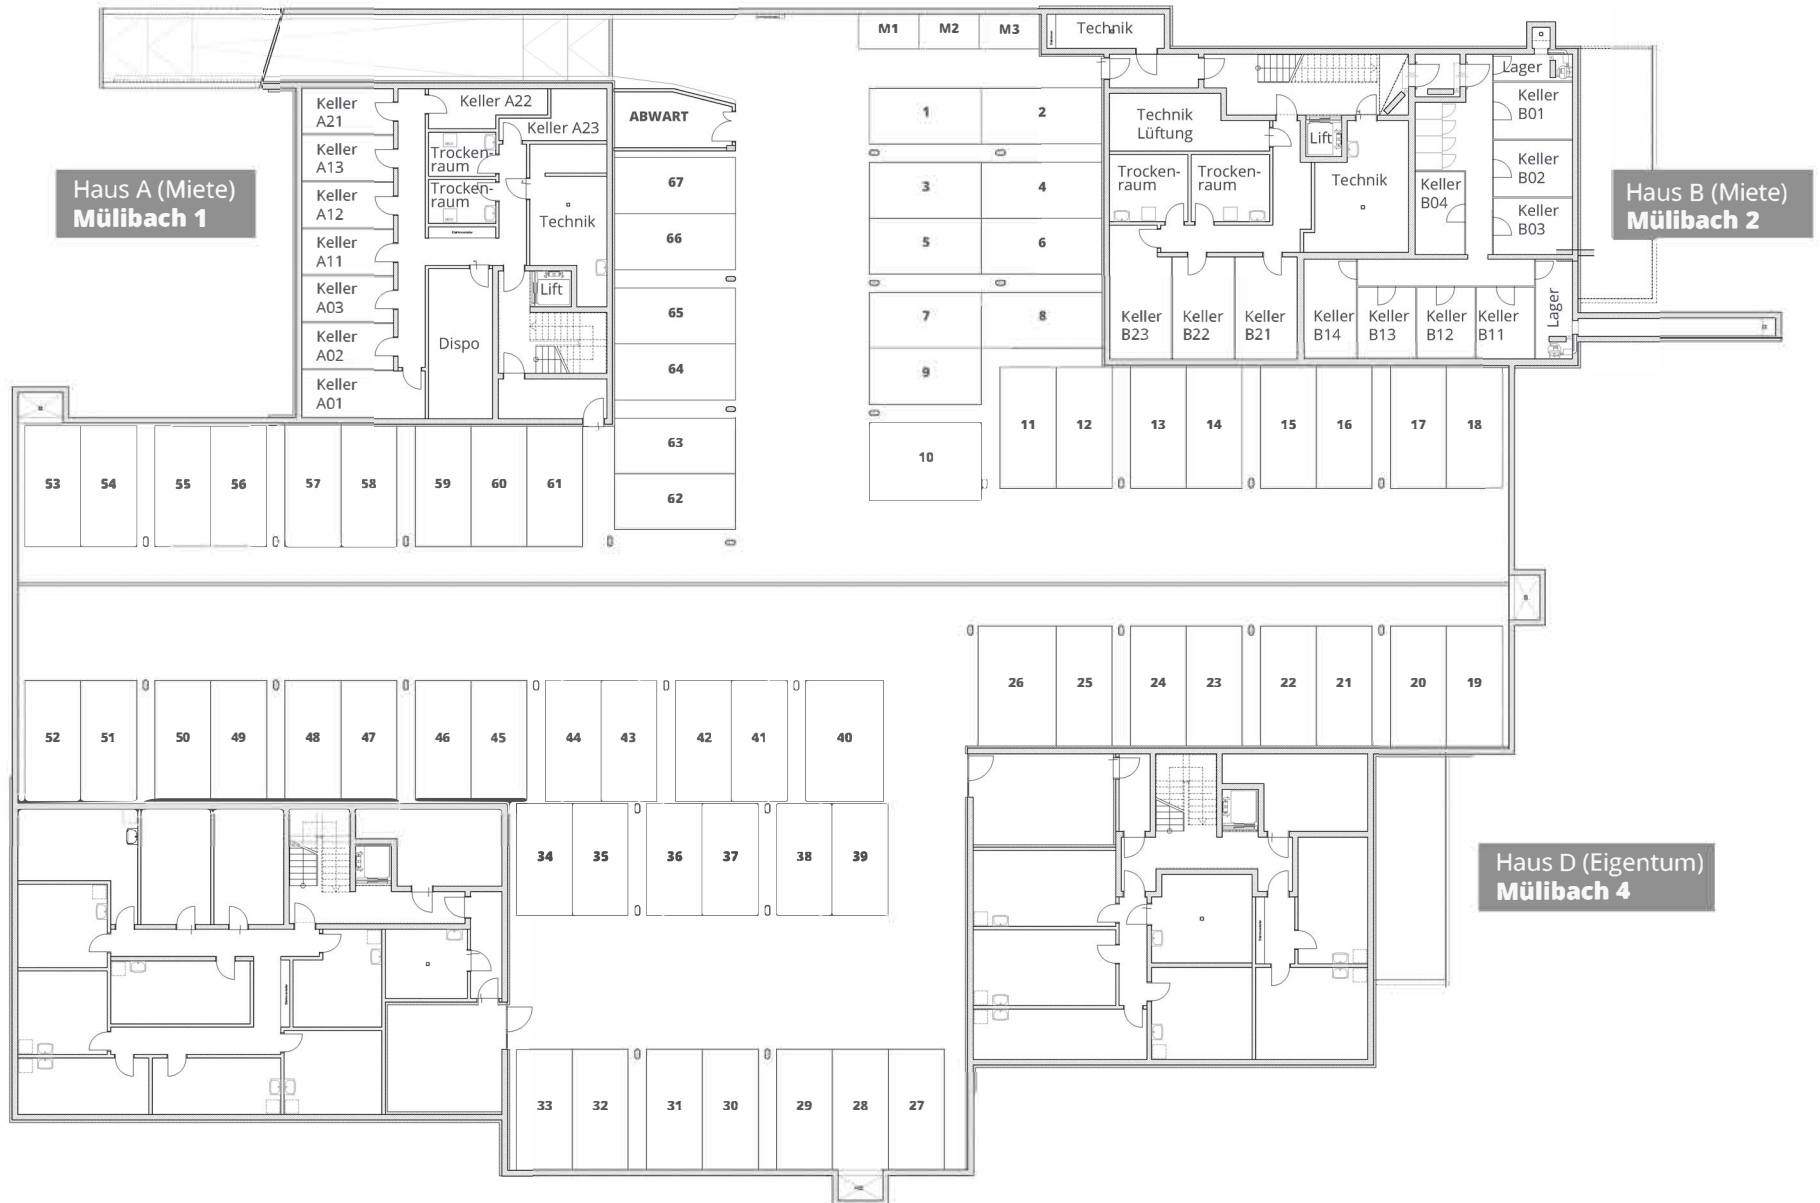 M1 M2 M3
Technik
Lager
Keller
A21
Keller A22
Keller A23
ABWART
1 2
Technik
Lüftung
Lift
Keller
B01
Keller
A13
Trocken-
raum
Keller
A12
Trocken-
raum
Technik
67
3 4
Trocken-
raum
Trocken-
raum
Technik
Keller
B04
Keller
B02
Keller
B03
Haus A (Miete)
Mülibach 1
Haus B (Miete)
Mülibach 2
Keller
A11
66
5 6
Keller
A03
Lift
65
7 8
Keller
B23
Keller
B22
Keller
B21
Keller
B14
Keller
B13
Keller
B12
Keller
B11
Lager
Keller
A02
Dispo
64
9
Keller
A01
63
10
11 12 13 14 15 16 17 18
53 54 55 56 57 58 59 60 61
62
26 25 24 23 22 21 20 19
52 51 50 49 48 47 46 45 44 43 42 41 40
34 35 36 37 38 39
Haus D (Eigentum)
Mülibach 4
33 32 31 30 29 28 27